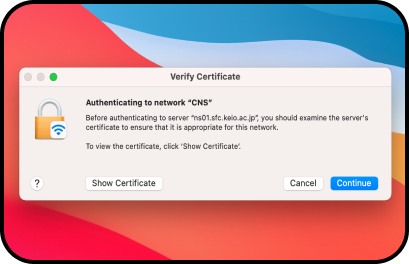 Verify Certificate
Authenticating to network “CNS”
Before authenticating to server “ns01.sfc.keio.ac.jp”, you should examine the server's
certificate to ensure that it is appropriate for this network.
To view the certificate, click ‘Show Certificate’.
?
Show Certificate
Cancel
Continue